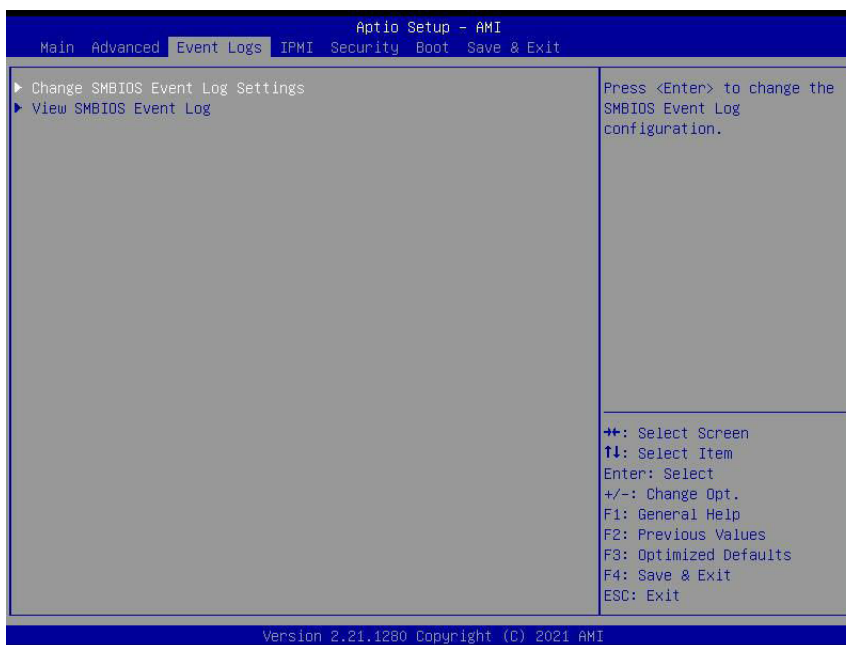 Aptio Setup – AMI
Main Advanced Event Logs IPMI Security Boot Save & Exit
▶ Change SMBIOS Event Log Settings
▶ View SMBIOS Event Log
Press <Enter> to change the
SMBIOS Event Log
configuration.
→←: Select Screen
↑↓: Select Item
Enter: Select
+/-: Change Opt.
F1: General Help
F2: Previous Values
F3: Optimized Defaults
F4: Save & Exit
ESC: Exit
Version 2.21.1280 Copyright (C) 2021 AMI